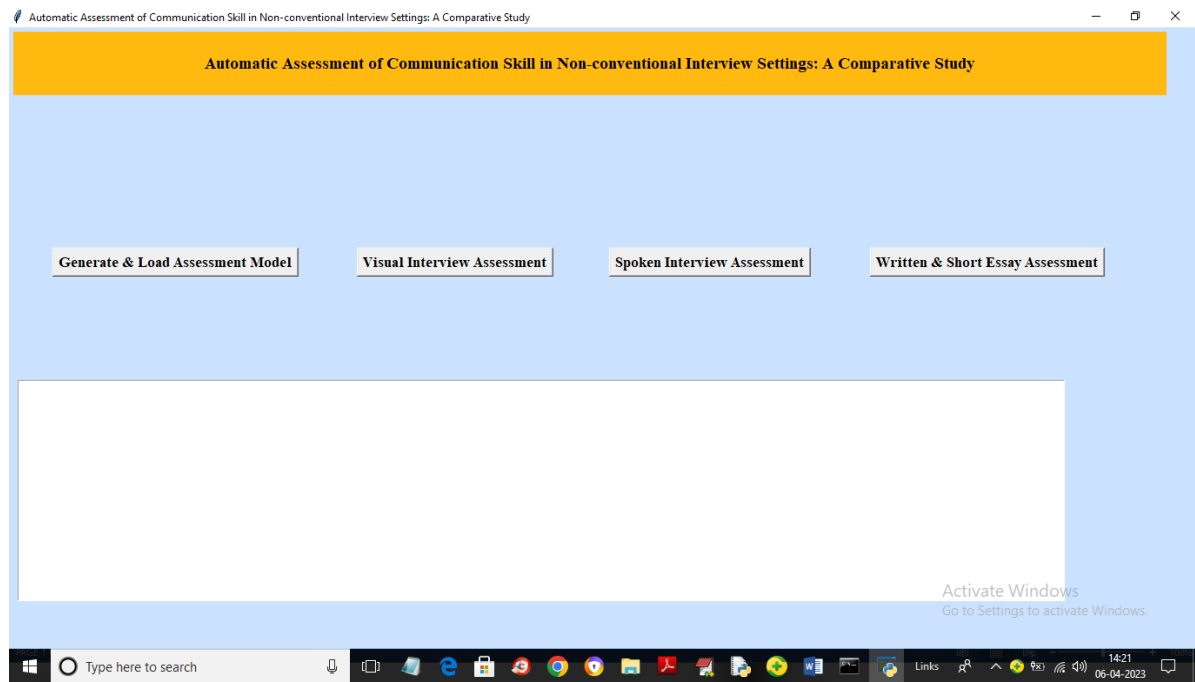 Automatic Assessment of Communication Skill in Non-conventional Interview Settings: A Comparative Study
Automatic Assessment of Communication Skill in Non-conventional Interview Settings: A Comparative Study
Generate & Load Assessment Model
Visual Interview Assessment
Spoken Interview Assessment
Written & Short Essay Assessment
Activate Windows
Go to Settings to activate Windows.
Type here to search
Links
14:21
06-04-2023